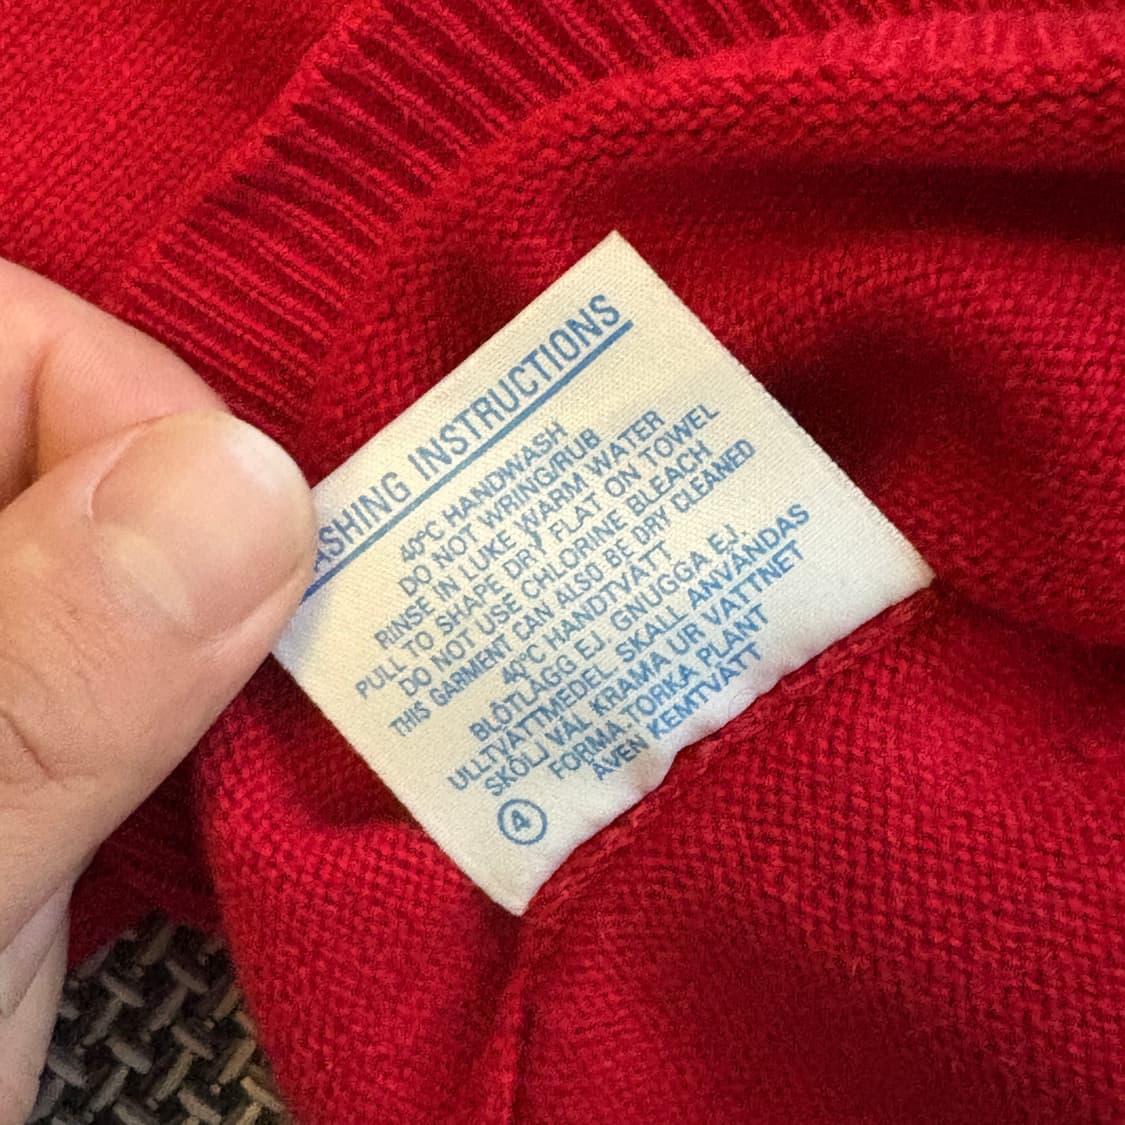 ASHING INSTRUCTIONS
40°C HANDWASH
DO NOT WRING/RUB
RINSE IN LUKE WARM WATER
PULL TO SHAPE DRY FLAT ON TOWEL
DO NOT USE CHLORINE BLEACH
THIS GARMENT CAN ALSO BE DRY CLEANED
40°C HANDTVÄTT
BLÖTLÄGG EJ. GNUGGA EJ.
ULLTVÄTTMEDEL SKALL ANVÄNDAS
SKÖLJ VÄL KRAMA UR VATTNET
FORMA, TORKA PLANT
ÄVEN KEMTVÄTT
4